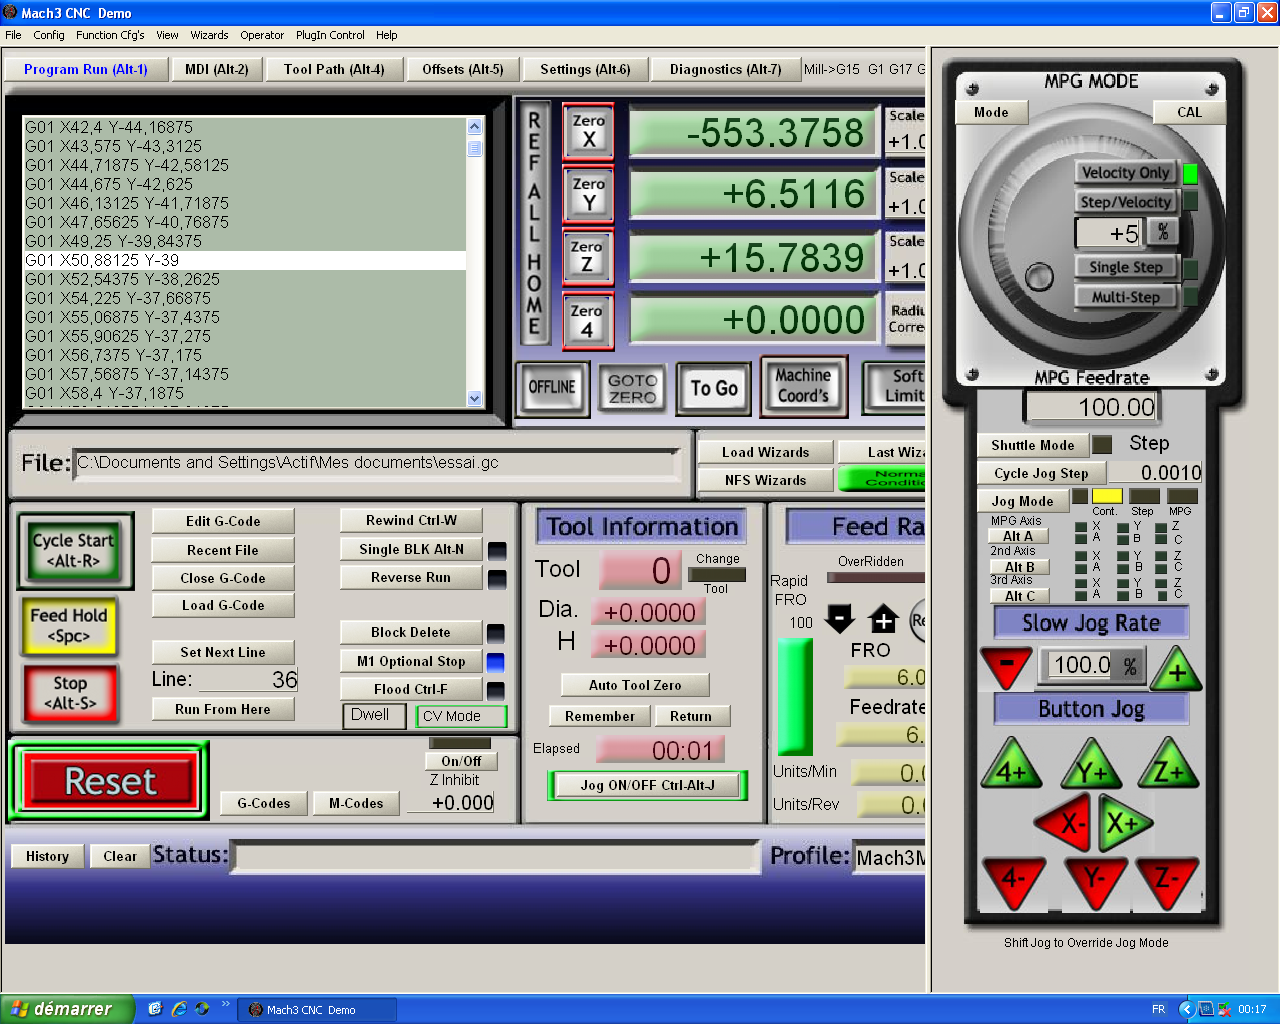 Mach3 CNC  Demo
File Config Function Cfg's View Wizards Operator PlugIn Control Help
Program Run (Alt-1) MDI (Alt-2) Tool Path (Alt-4) Offsets (Alt-5) Settings (Alt-6) Diagnostics (Alt-7) Mill->G15 G1 G17
G01 X42,4 Y-44,16875
G01 X43,575 Y-43,3125
G01 X44,71875 Y-42,58125
G01 X44,675 Y-42,625
G01 X46,13125 Y-41,71875
G01 X47,65625 Y-40,76875
G01 X49,25 Y-39,84375
G01 X50,88125 Y-39
G01 X52,54375 Y-38,2625
G01 X54,225 Y-37,66875
G01 X55,06875 Y-37,4375
G01 X55,90625 Y-37,275
G01 X56,7375 Y-37,175
G01 X57,56875 Y-37,14375
G01 X58,4 Y-37,1875
REF ALL HOME
Zero X -553.3758 Scale +1.0
Zero Y +6.5116 Scale +1.0
Zero Z +15.7839 Scale +1.0
Zero 4 +0.0000
OFFLINE GOTO ZERO To Go Machine Coord's Soft
File: C:\Documents and Settings\Actif\Mes documents\essai.gc
Load Wizards Last
NFS Wizards
Cycle Start
<Alt-R>
Feed Hold
<Spc>
Stop
<Alt-S>
Edit G-Code
Recent File
Close G-Code
Load G-Code
Set Next Line
Line: 36
Run From Here
Rewind Ctrl-W
Single BLK Alt-N
Reverse Run
Block Delete
M1 Optional Stop
Flood Ctrl-F
Dwell CV Mode
Reset
On/Off
Z Inhibit
+0.000
G-Codes M-Codes
Tool Information
Tool 0 Change
Tool
Dia. +0.0000
H +0.0000
Auto Tool Zero
Remember Return
Elapsed 00:01
Jog ON/OFF Ctrl-Alt-J
Feed
OverRidden
Rapid
FRO
100
- +
FRO
6.0
Feedrate
6.
Units/Min 0.0
Units/Rev 0.0
History Clear Status: Profile: Mach3M
MPG MODE
Mode CAL
Velocity Only
Step/Velocity
+5 %
Single Step
Multi-Step
MPG Feedrate
100.00
Shuttle Mode Step
Cycle Jog Step 0.0010
Jog Mode Cont. Step MPG
MPG Axis X Y Z
Alt A A B C
2nd Axis X Y Z
Alt B A B C
3rd Axis X Y Z
Alt C A B C
Slow Jog Rate
- 100.0 % +
Button Jog
4+ Y+ Z+
X- X+
4- Y- Z-
Shift Jog to Override Jog Mode
démarrer Mach3 CNC  Demo FR 00:17